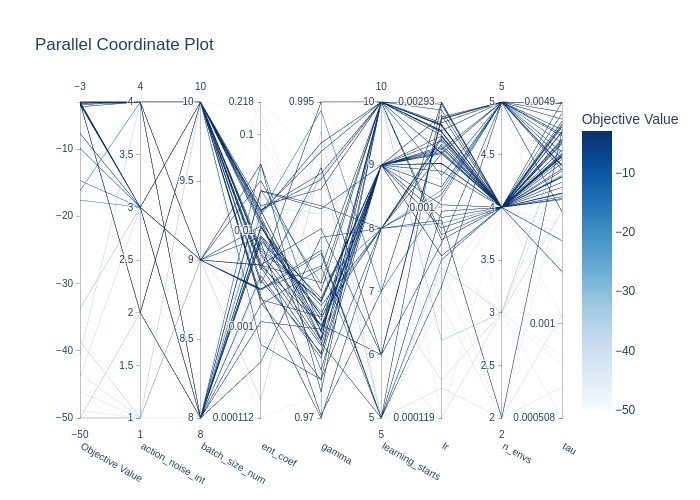 Parallel Coordinate Plot
−3 4 10 10 5
Objective Value
4 10 0.218 0.995 10 0.00293 5 0.0049
0.1
−10 3.5 9.5 9 4.5 −10
−20 3 0.01 8 0.001 4 −20
2.5 9
−30 2 7 3.5 −30
0.001 3 0.001
−40 1.5 8.5 6 2.5 −40
−50 1 8 0.000112 0.97 5 0.000119 2 0.000508 −50
−50 1 8 5 2
Objective Value
action_noise_int
batch_size_num
ent_coef
gamma
learning_starts
lr
n_envs
tau